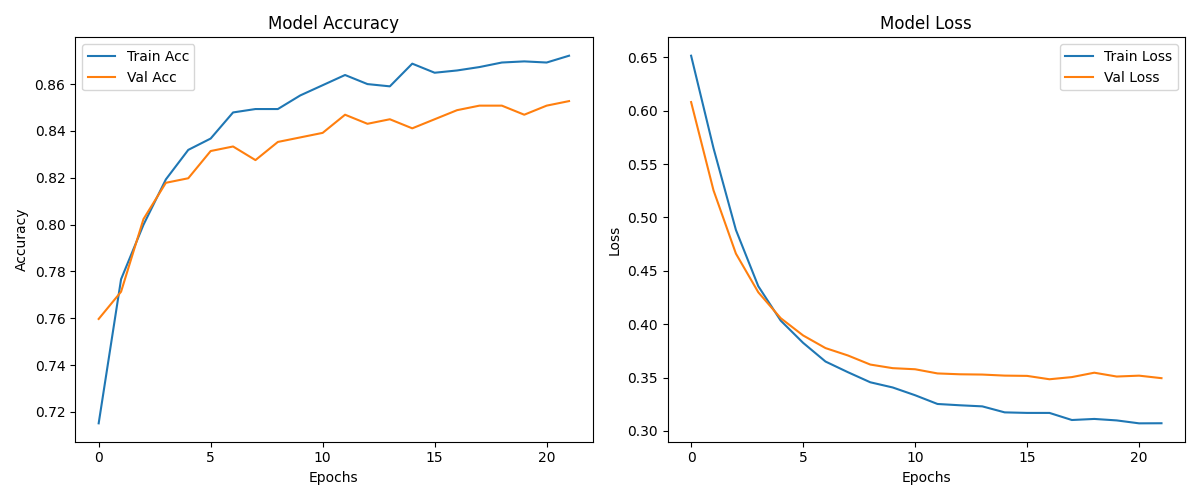 Model Accuracy
Train Acc
Val Acc
0.86
0.84
0.82
0.80
0.78
0.76
0.74
0.72
Accuracy
0 5 10 15 20
Epochs
Model Loss
Train Loss
Val Loss
0.65
0.60
0.55
0.50
0.45
0.40
0.35
0.30
Loss
0 5 10 15 20
Epochs